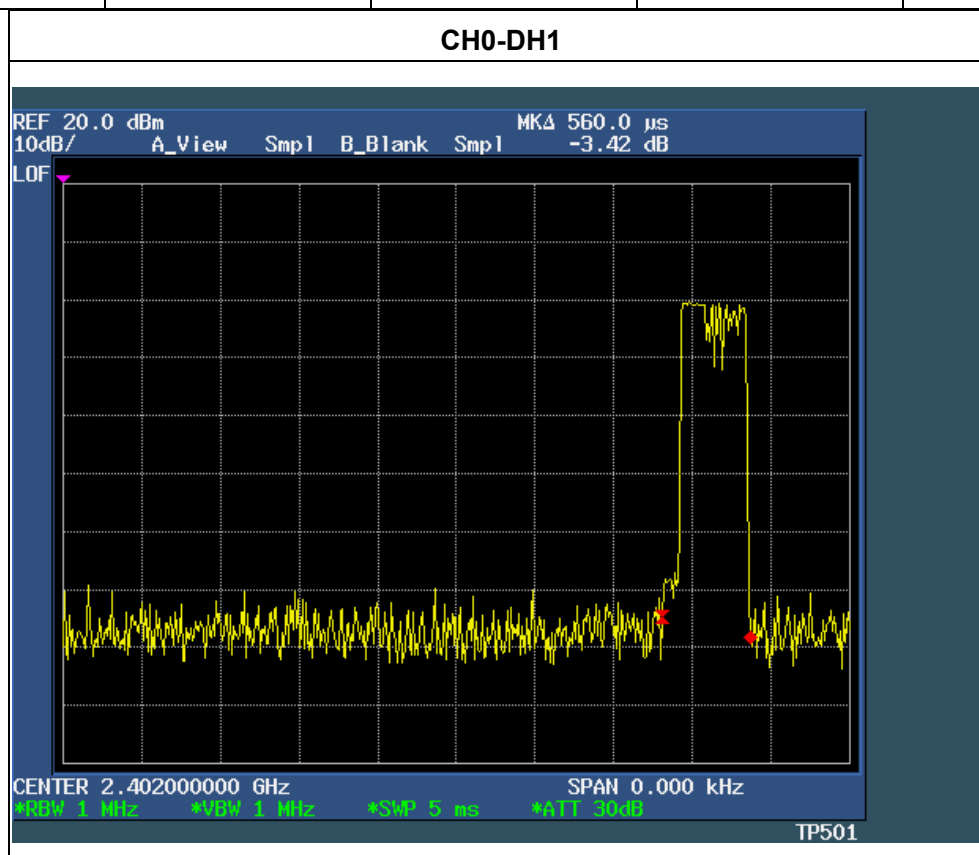 CH0-DH1
REF 20.0 dBm MKΔ 560.0 µs
10dB/ A_View Smpl B_Blank Smpl -3.42 dB
LOF
CENTER 2.402000000 GHz SPAN 0.000 kHz
*RBW 1 MHz *VBW 1 MHz *SWP 5 ms *ATT 30dB
TP501